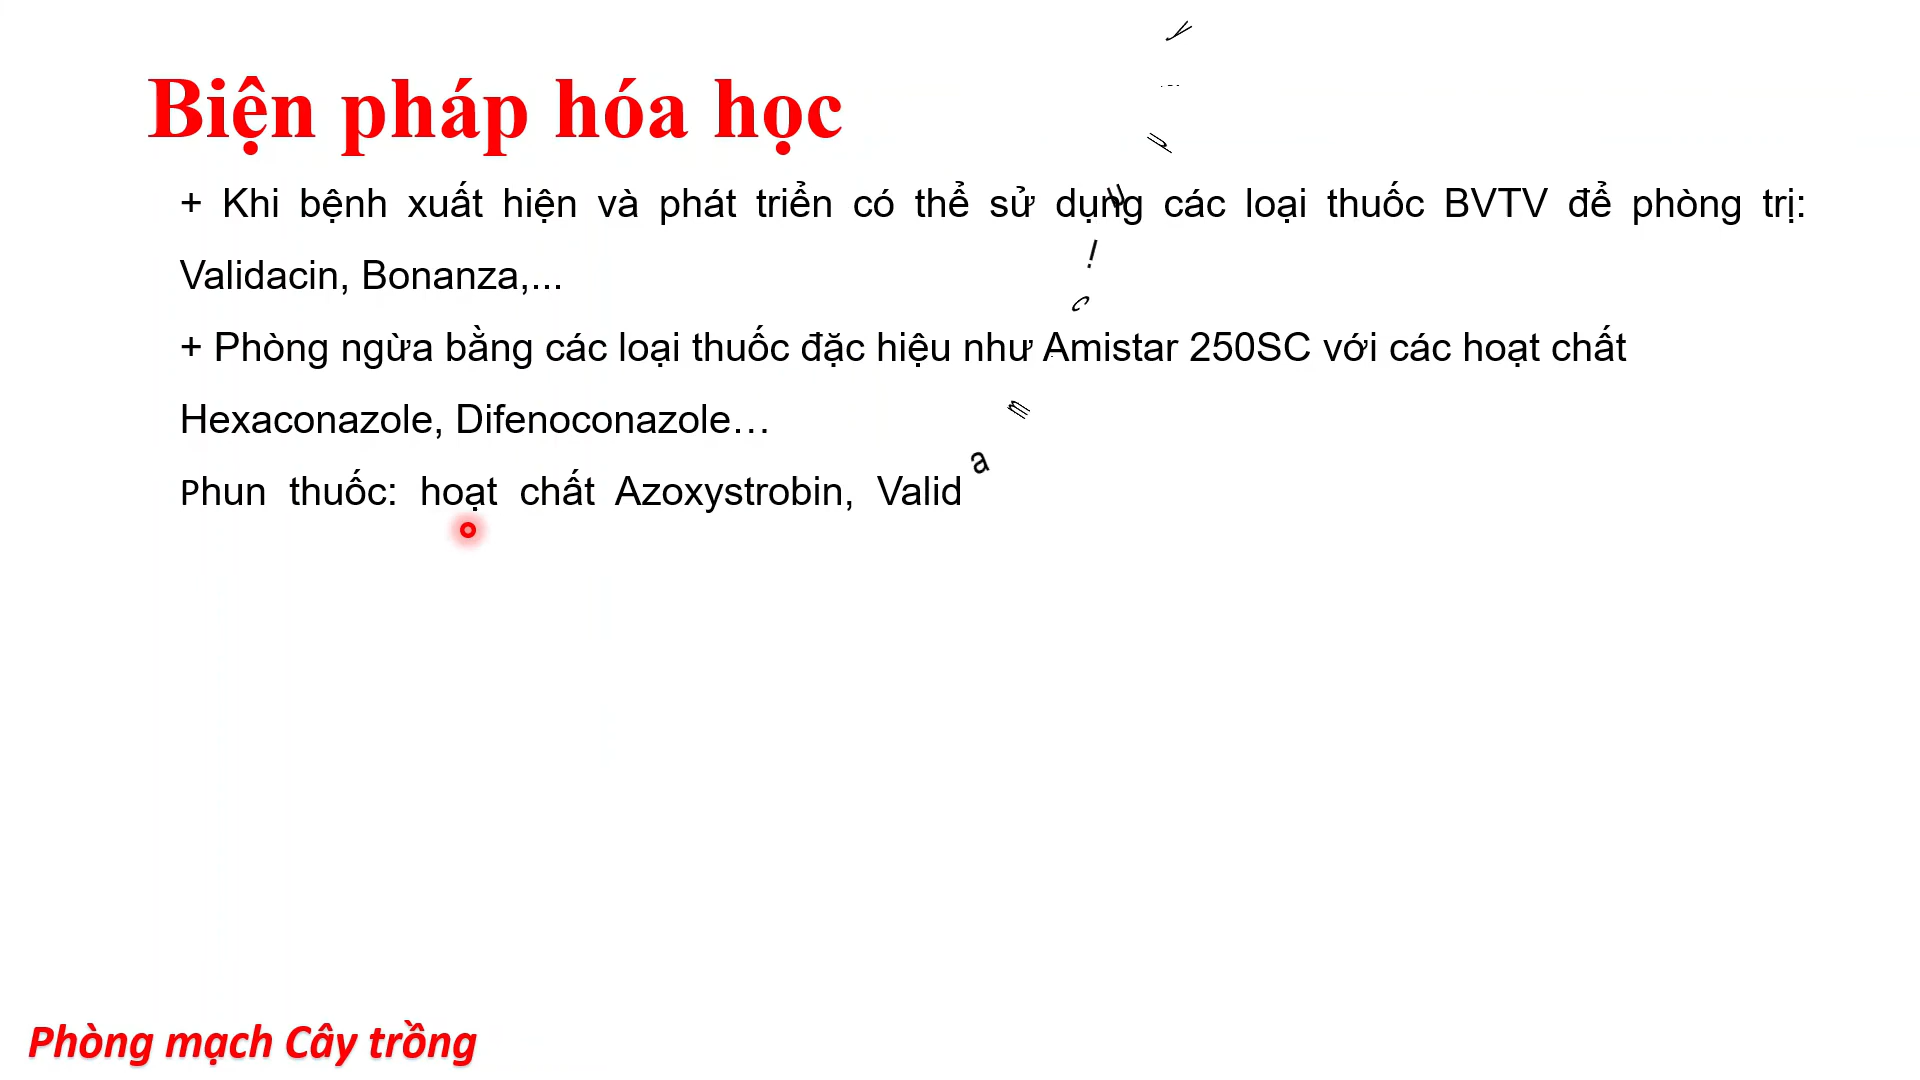 Biện pháp hóa học
+ Khi bệnh xuất hiện và phát triển có thể sử dụng các loại thuốc BVTV để phòng trị:
Validacin, Bonanza,...
+ Phòng ngừa bằng các loại thuốc đặc hiệu như Amistar 250SC với các hoạt chất
Hexaconazole, Difenoconazole…
Phun thuốc: hoạt chất Azoxystrobin, Valid
Phòng mạch Cây trồng